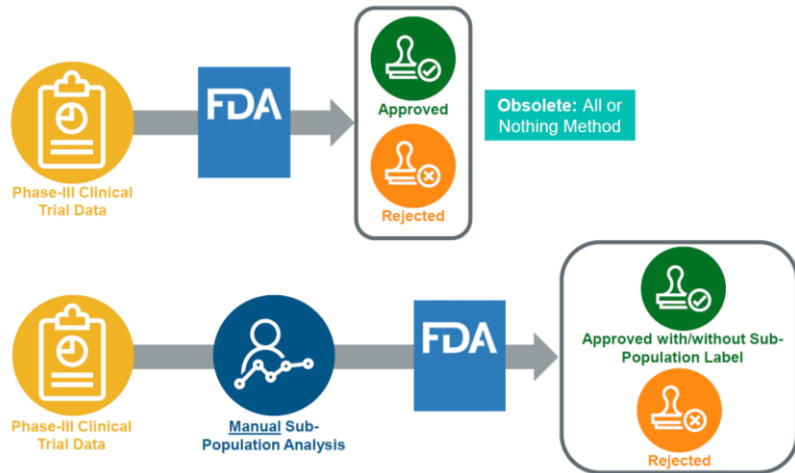 FDA
Approved
Obsolete: All or
Nothing Method
Phase-III Clinical
Trial Data
Rejected
FDA
Approved with/without Sub-
Population Label
Phase-III Clinical
Trial Data
Manual Sub-
Population Analysis
Rejected